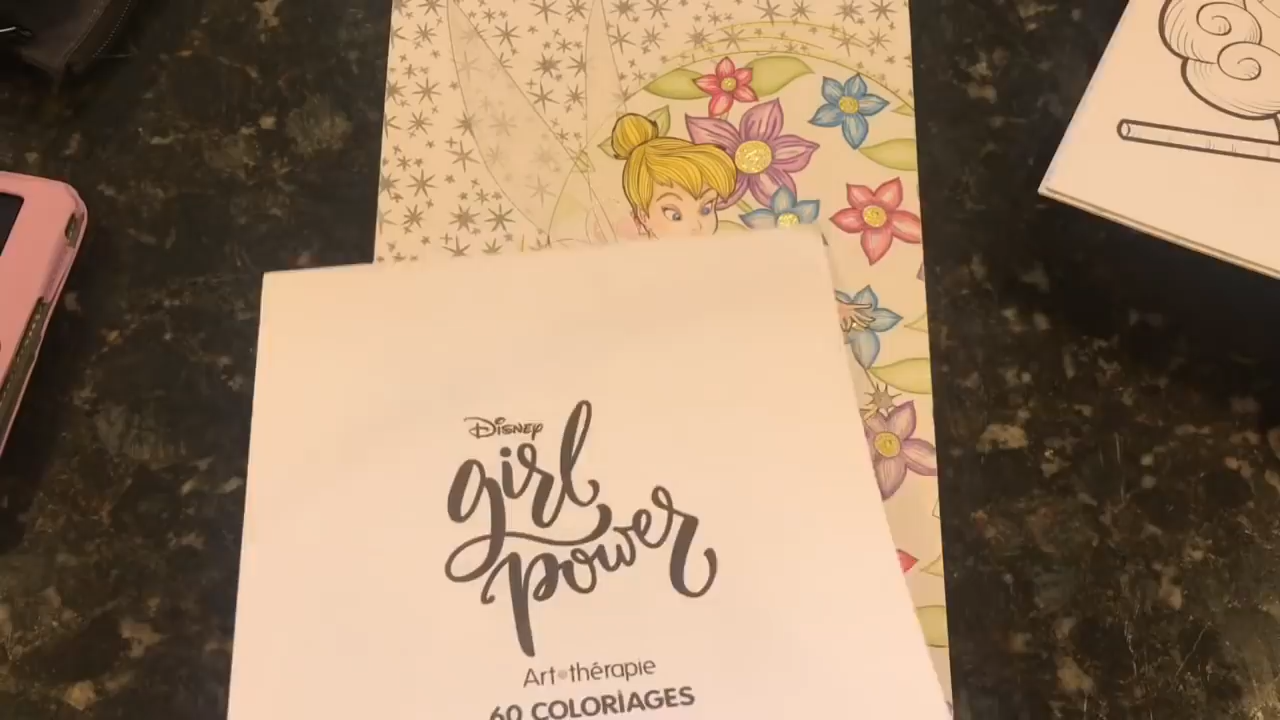 Disney
girl
power
Art•thérapie
60 COLORIAGES